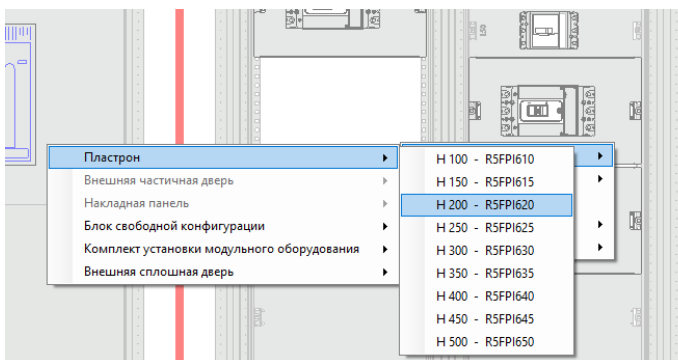 Пластрон
Внешняя частичная дверь
Накладная панель
Блок свободной конфигурации
Комплект установки модульного оборудования
Внешняя сплошная дверь
H 100 - R5FPI610
H 150 - R5FPI615
H 200 - R5FPI620
H 250 - R5FPI625
H 300 - R5FPI630
H 350 - R5FPI635
H 400 - R5FPI640
H 450 - R5FPI645
H 500 - R5FPI650